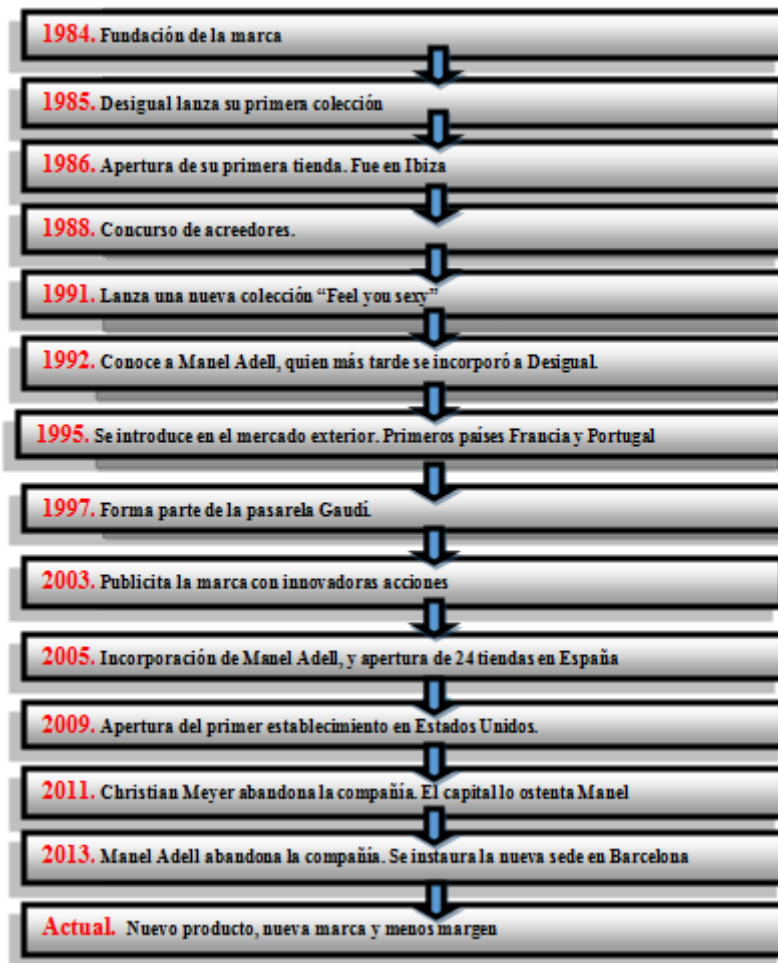 1984. Fundación de la marca
1985. Desigual lanza su primera colección
1986. Apertura de su primera tienda. Fue en Ibiza
1988. Concurso de acreedores.
1991. Lanza una nueva colección “Feel you sexy”
1992. Conoce a Manel Adell, quien más tarde se incorporó a Desigual.
1995. Se introduce en el mercado exterior. Primeros países Francia y Portugal
1997. Forma parte de la pasarela Gaudí.
2003. Publicita la marca con innovadoras acciones
2005. Incorporación de Manel Adell, y apertura de 24 tiendas en España
2009. Apertura del primer establecimiento en Estados Unidos.
2011. Christian Meyer abandona la compañía. El capital lo ostenta Manel
2013. Manel Adell abandona la compañía. Se instaura la nueva sede en Barcelona
Actual. Nuevo producto, nueva marca y menos margen